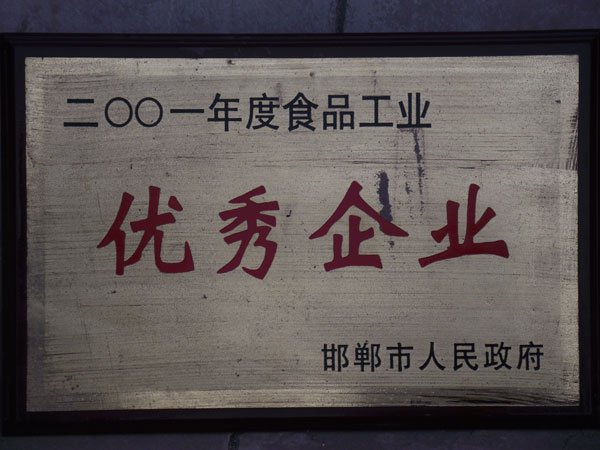 二〇〇一年度食品工业
优秀企业
邯郸市人民政府